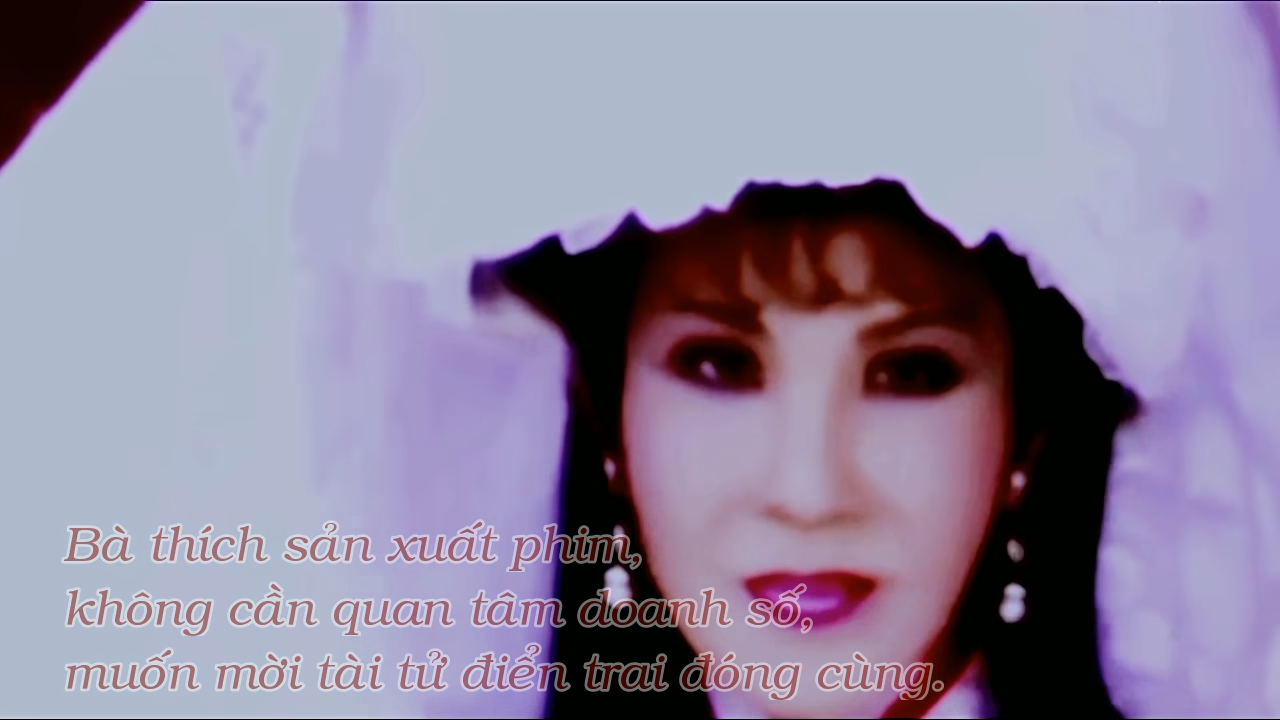 Bà thích sản xuất phim,
không cần quan tâm doanh số,
muốn mời tài tử điển trai đóng cùng.